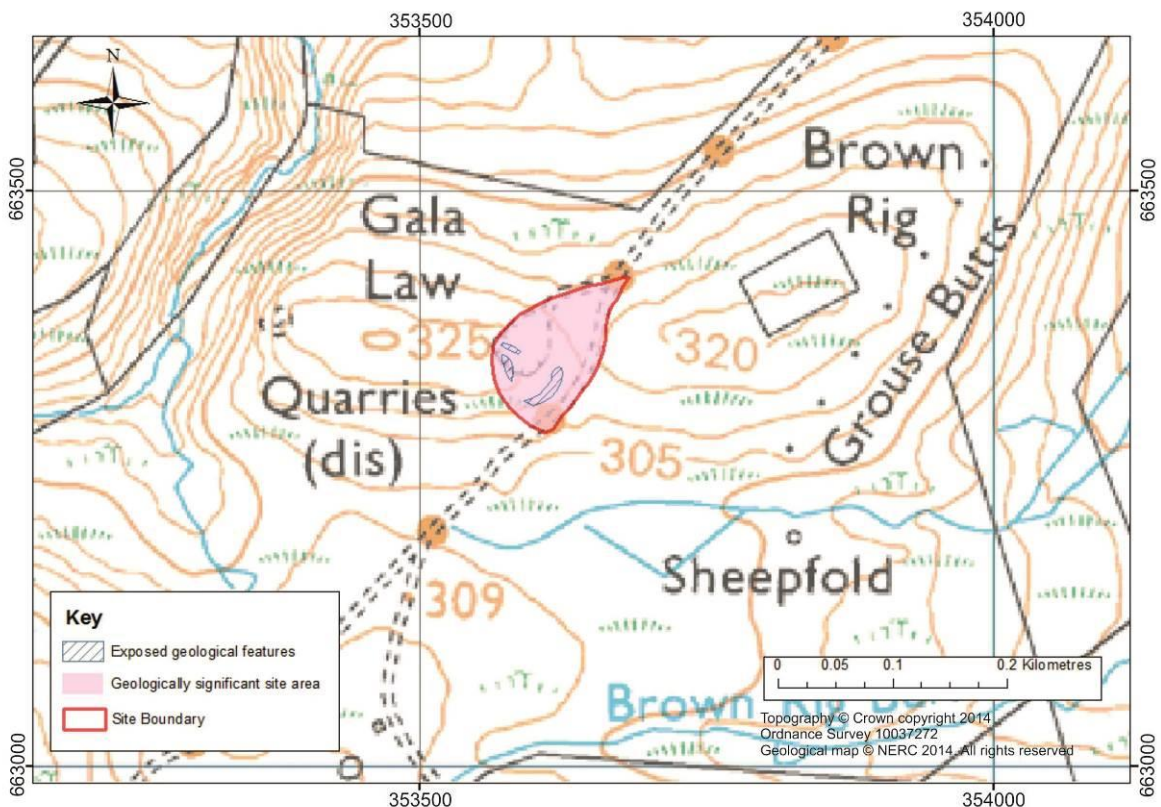 353500
354000
N
663500
663500
Brown
Rig
Gala
Law
325
320
Grouse Butts
Quarries
(dis)
305
Sheepfold
309
Key
Exposed geological features
Geologically significant site area
Site Boundary
0 0.05 0.1 0.2 Kilometres
Brown Rig
Topography © Crown copyright 2014
Ordnance Survey 10037272
Geological map © NERC 2014. All rights reserved
663000
663000
353500
354000